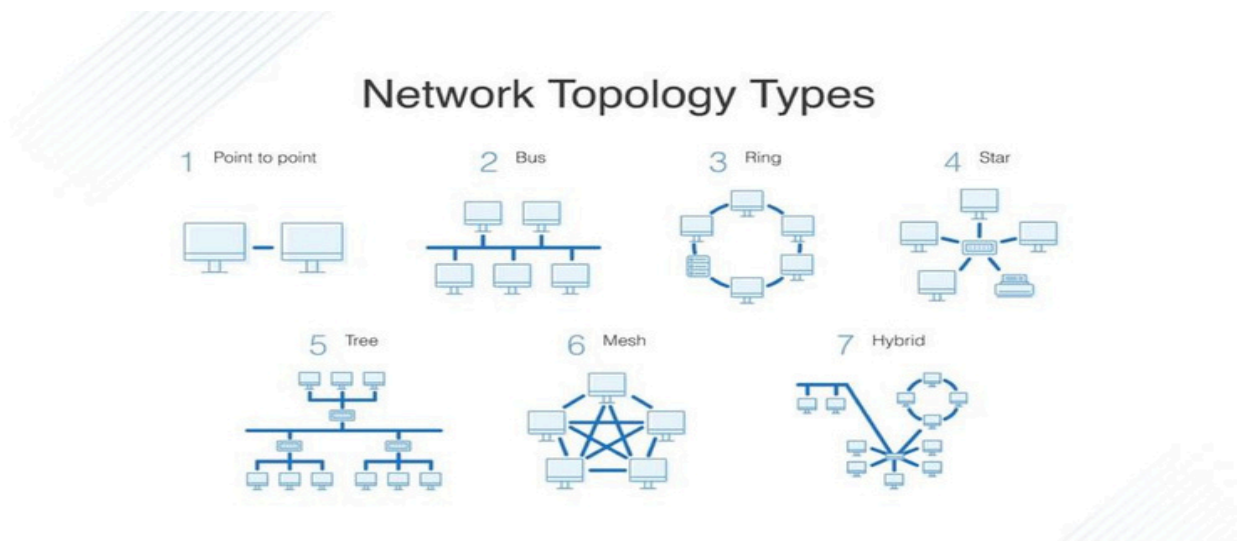 Network Topology Types
1 Point to point
2 Bus
3 Ring
4 Star
5 Tree
6 Mesh
7 Hybrid